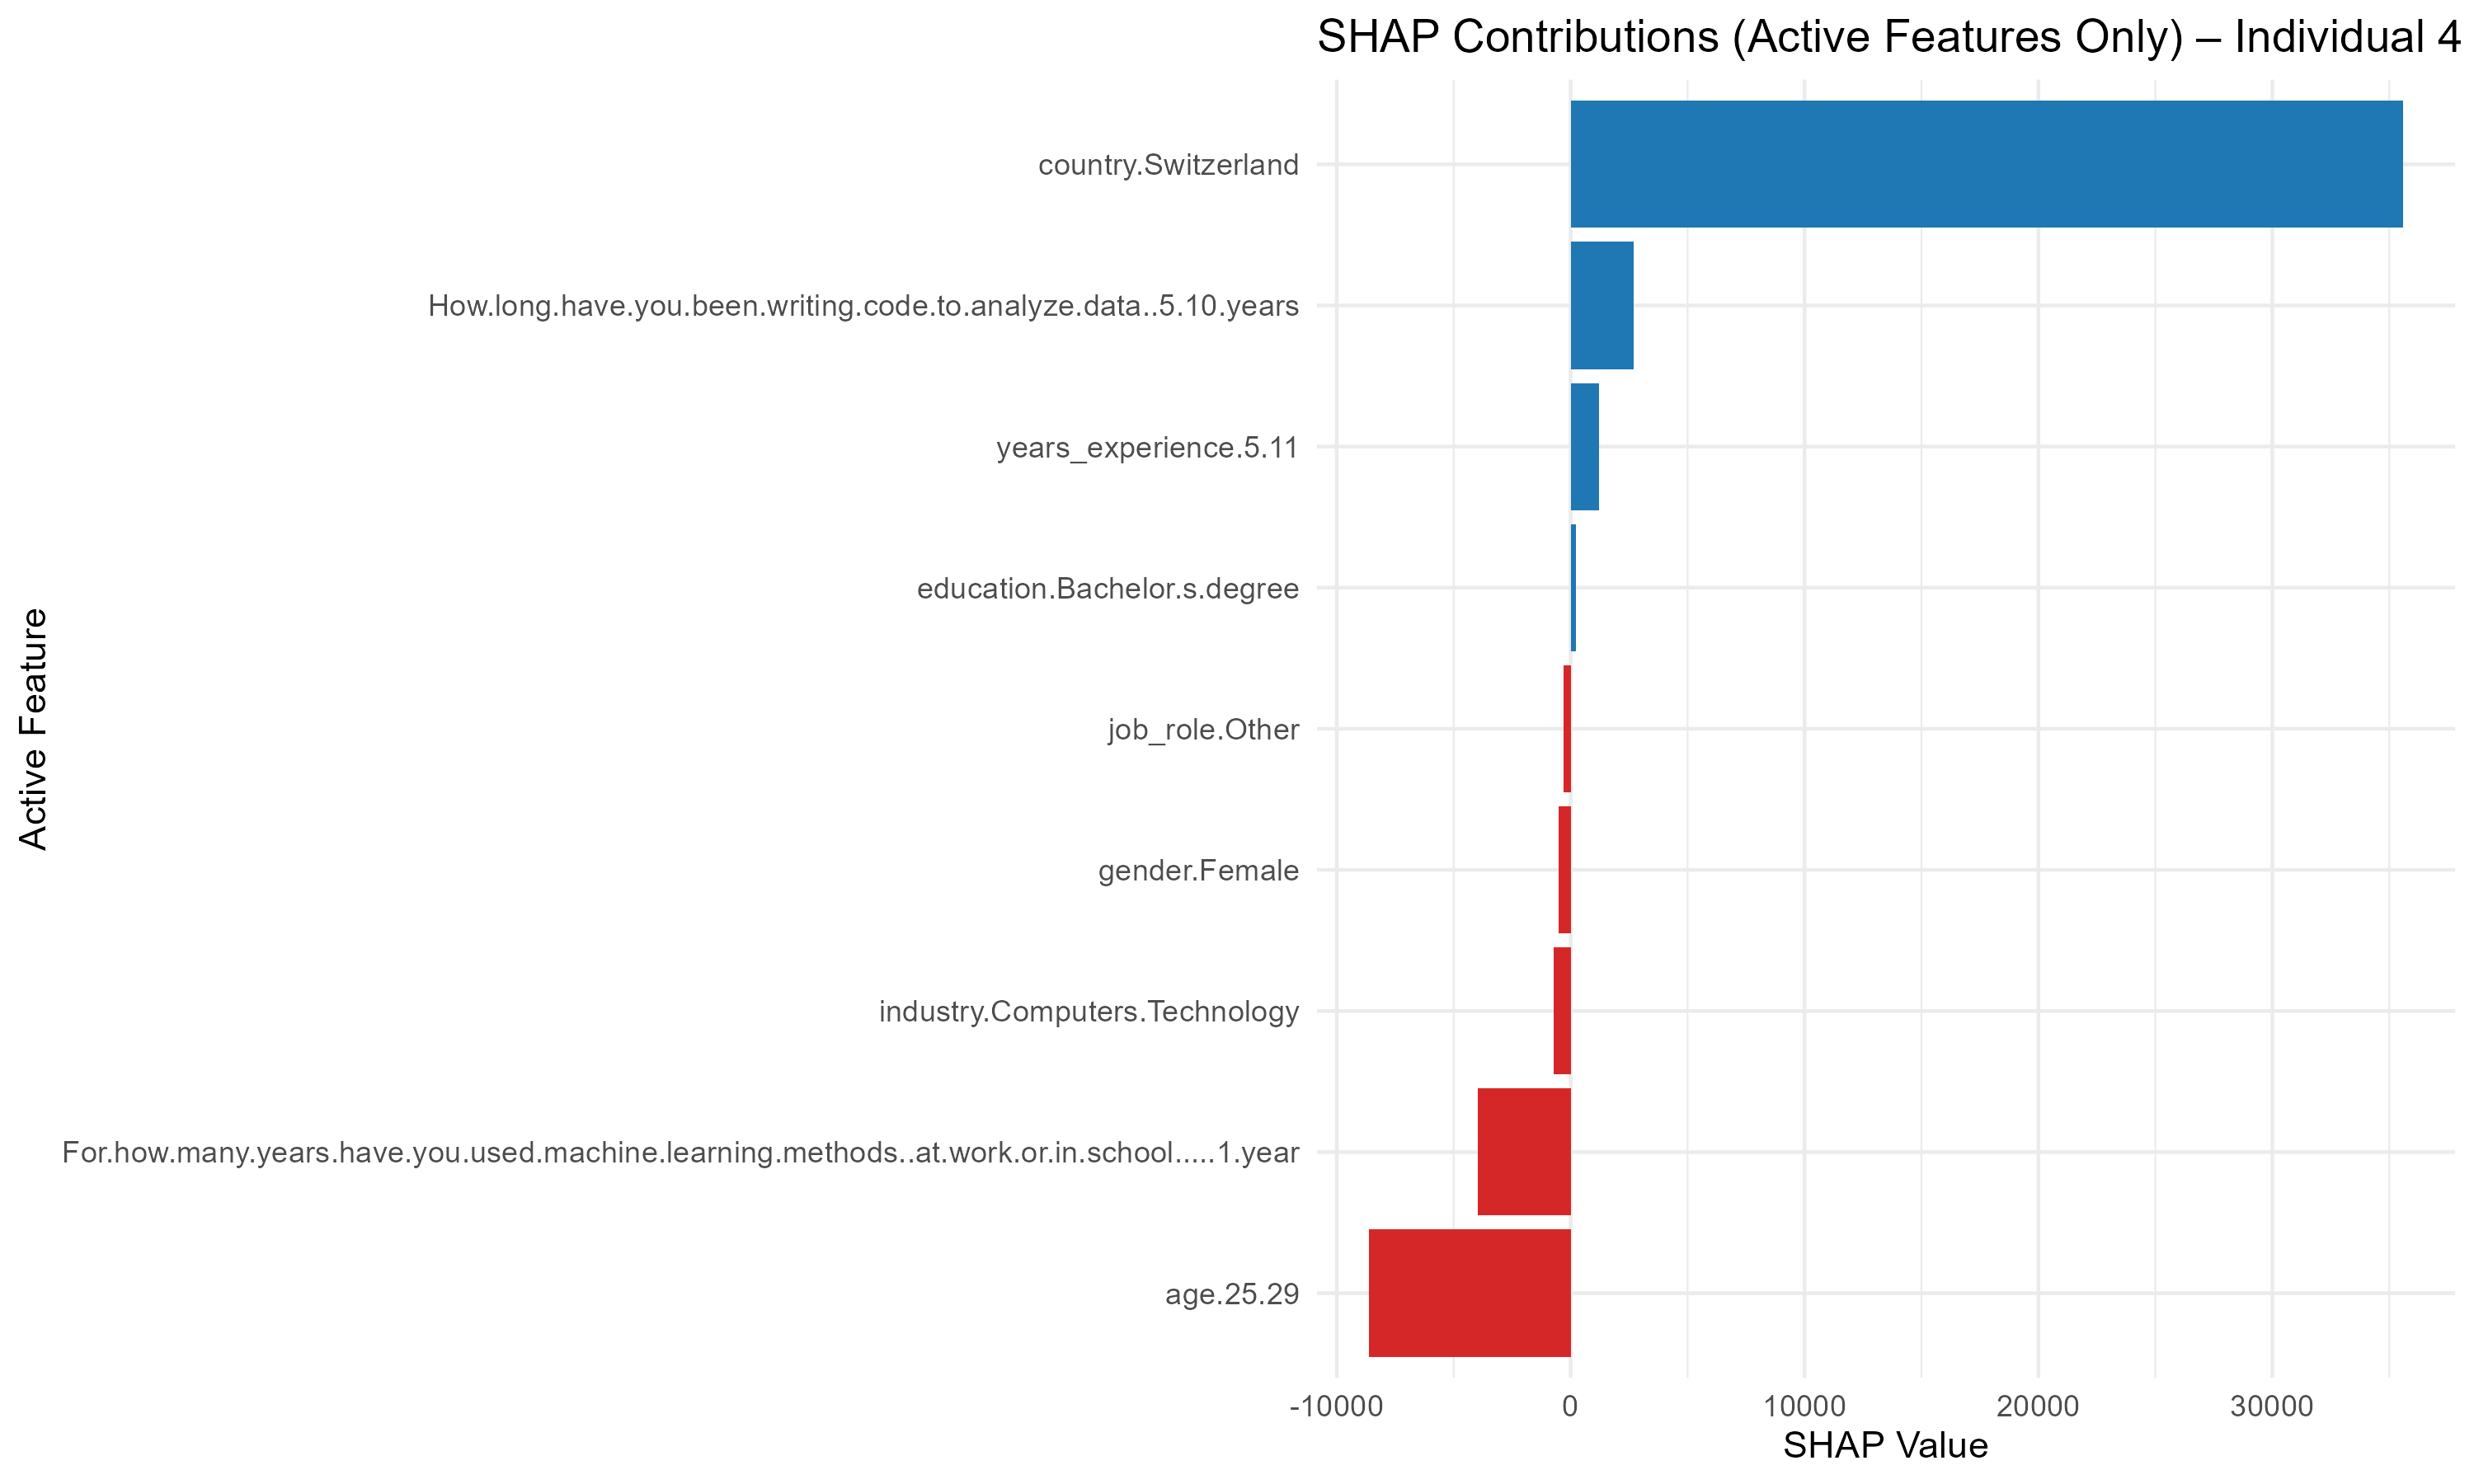 SHAP Contributions (Active Features Only) – Individual 4
country.Switzerland
How.long.have.you.been.writing.code.to.analyze.data..5.10.years
years_experience.5.11
education.Bachelor.s.degree
job_role.Other
gender.Female
industry.Computers.Technology
For.how.many.years.have.you.used.machine.learning.methods..at.work.or.in.school.....1.year
age.25.29
Active Feature
-10000 0 10000 20000 30000
SHAP Value